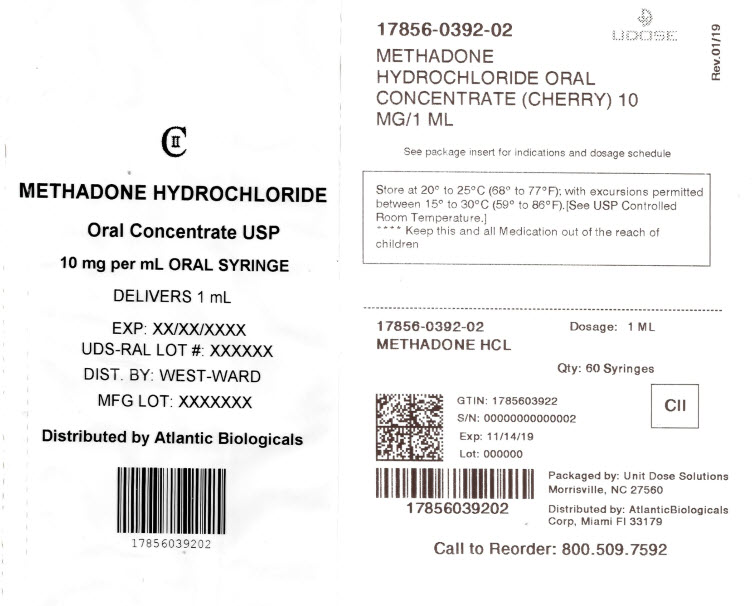 CII
METHADONE HYDROCHLORIDE
Oral Concentrate USP
10 mg per mL ORAL SYRINGE
DELIVERS 1 mL
EXP: XX/XX/XXXX
UDS-RAL LOT #: XXXXXX
DIST. BY: WEST-WARD
MFG LOT: XXXXXXX
Distributed by Atlantic Biologicals
17856039202
17856-0392-02
UDOSE
Rev.01/19
METHADONE
HYDROCHLORIDE ORAL
CONCENTRATE (CHERRY) 10
MG/1 ML
See package insert for indications and dosage schedule
Store at 20° to 25°C (68° to 77°F); with excursions permitted
between 15° to 30°C (59° to 86°F).[See USP Controlled
Room Temperature.]
**** Keep this and all Medication out of the reach of
children
17856-0392-02 Dosage: 1 ML
METHADONE HCL
Qty: 60 Syringes
GTIN: 1785603922
S/N: 00000000000002
Exp: 11/14/19
Lot: 000000
CII
17856039202
Packaged by: Unit Dose Solutions
Morrisville, NC 27560
Distributed by: AtlanticBiologicals
Corp, Miami Fl 33179
Call to Reorder: 800.509.7592